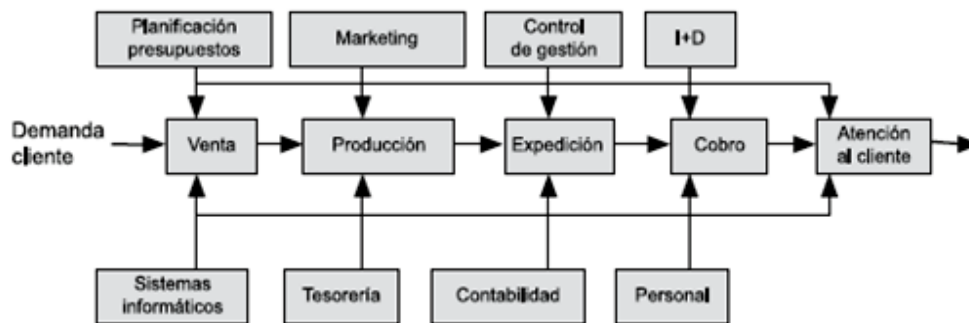 Planificación
presupuestos
Marketing
Control
de gestión
I+D
Demanda
cliente
Venta
Producción
Expedición
Cobro
Atención
al cliente
Sistemas
informáticos
Tesorería
Contabilidad
Personal